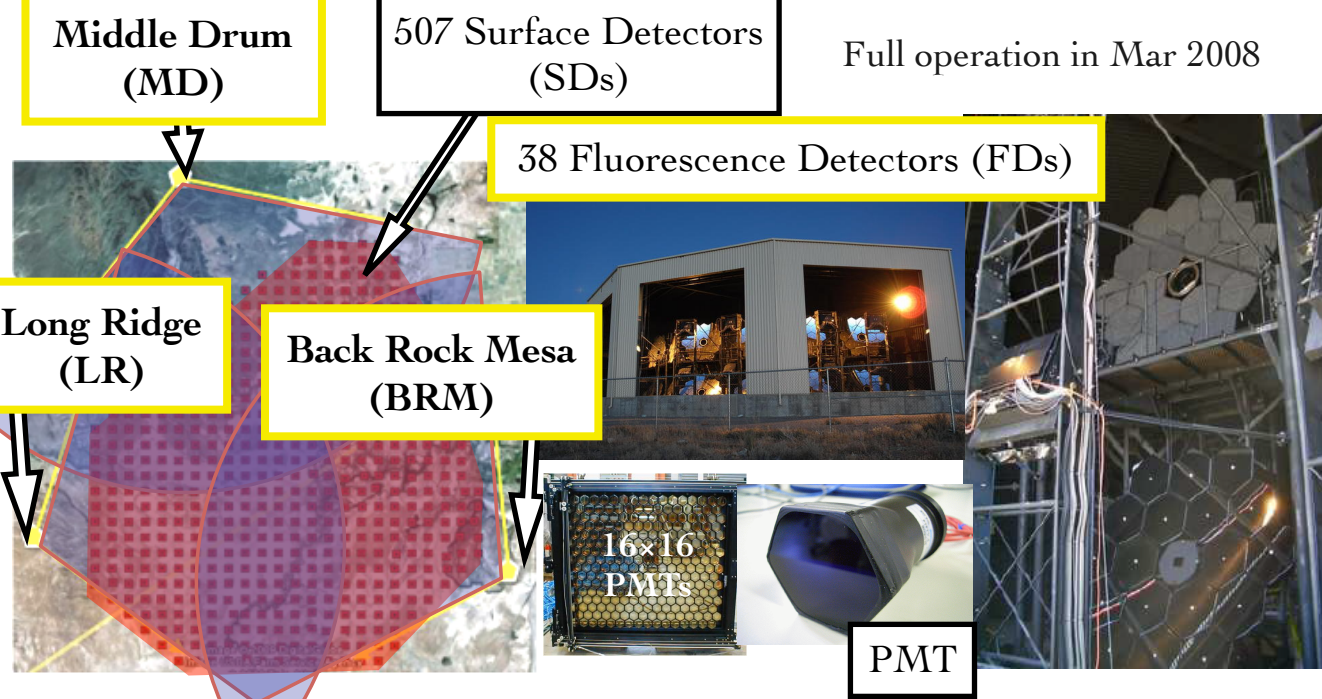 Middle Drum
(MD)
507 Surface Detectors
(SDs)
Full operation in Mar 2008
38 Fluorescence Detectors (FDs)
Long Ridge
(LR)
Back Rock Mesa
(BRM)
16×16
PMTs
PMT